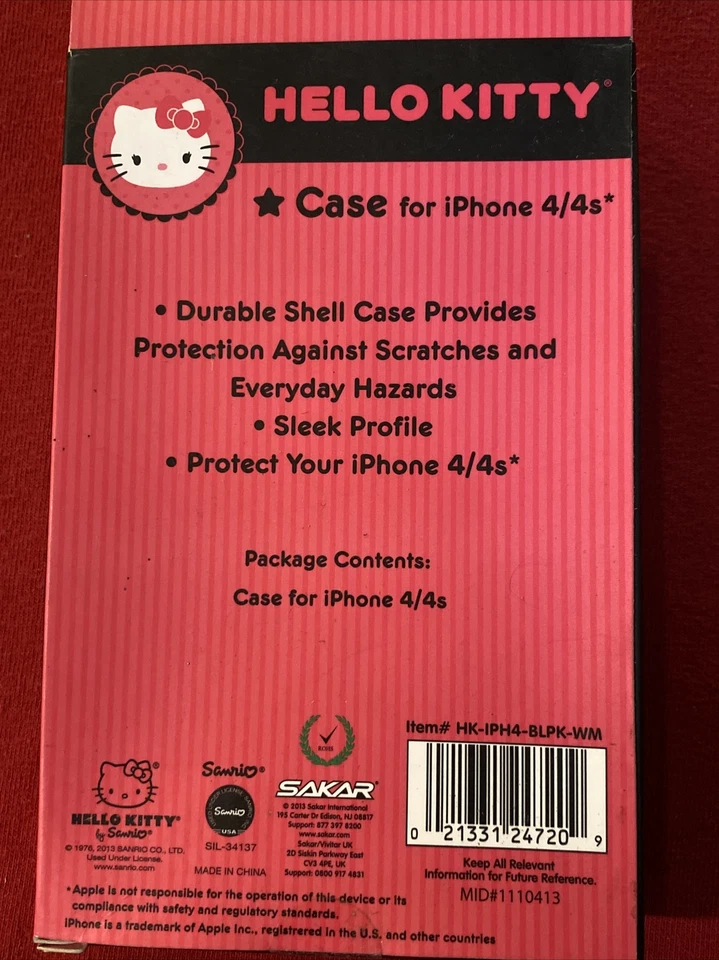 HELLO KITTY®
★ Case for iPhone 4/4s*
• Durable Shell Case Provides
Protection Against Scratches and
Everyday Hazards
• Sleek Profile
• Protect Your iPhone 4/4s*
Package Contents:
Case for iPhone 4/4s
Item# HK-IPH4-BLPK-WM
0 21331 24720 9
Keep All Relevant
Information for Future Reference.
MID#1110413
ROHS
SAKAR®
© 2013 Sakar International
195 Carter Dr Edison, NJ 08817
Support: 877 397 8200
www.sakar.com
Sakar/Vivitar UK
2D Siskin Parkway East
CV3 4PE, UK
Support: 0800 917 4831
Sanrio®
Sanrio
USA
SIL-34137
MADE IN CHINA
HELLO KITTY®
by Sanrio®
© 1976, 2013 SANRIO CO., LTD.
Used Under License.
www.sanrio.com
*Apple is not responsible for the operation of this device or its
compliance with safety and regulatory standards.
iPhone is a trademark of Apple Inc., registrered in the U.S. and other countries